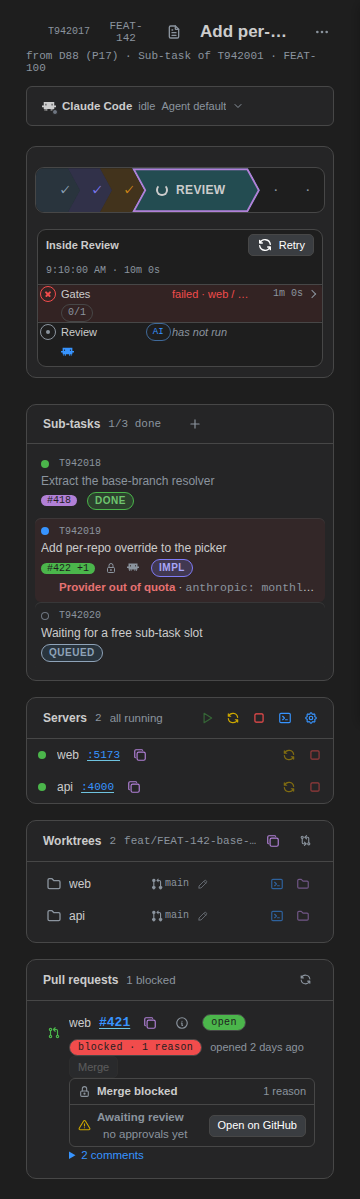 T942017 FEAT-142 Add per-…
from D88 (P17) · Sub-task of T942001 · FEAT-100
Claude Code idle Agent default
✓ ✓ ✓ REVIEW · ·
Inside Review Retry
9:10:00 AM · 10m 0s
Gates failed · web / … 1m 0s
0/1
Review AI has not run
Sub-tasks 1/3 done
T942018
Extract the base-branch resolver
#418 DONE
T942019
Add per-repo override to the picker
#422 +1 IMPL
Provider out of quota · anthropic: monthl…
T942020
Waiting for a free sub-task slot
QUEUED
Servers 2 all running
web :5173
api :4000
Worktrees 2 feat/FEAT-142-base-…
web main
api main
Pull requests 1 blocked
web #421 open
blocked · 1 reason opened 2 days ago
Merge
Merge blocked 1 reason
Awaiting review
no approvals yet
Open on GitHub
2 comments